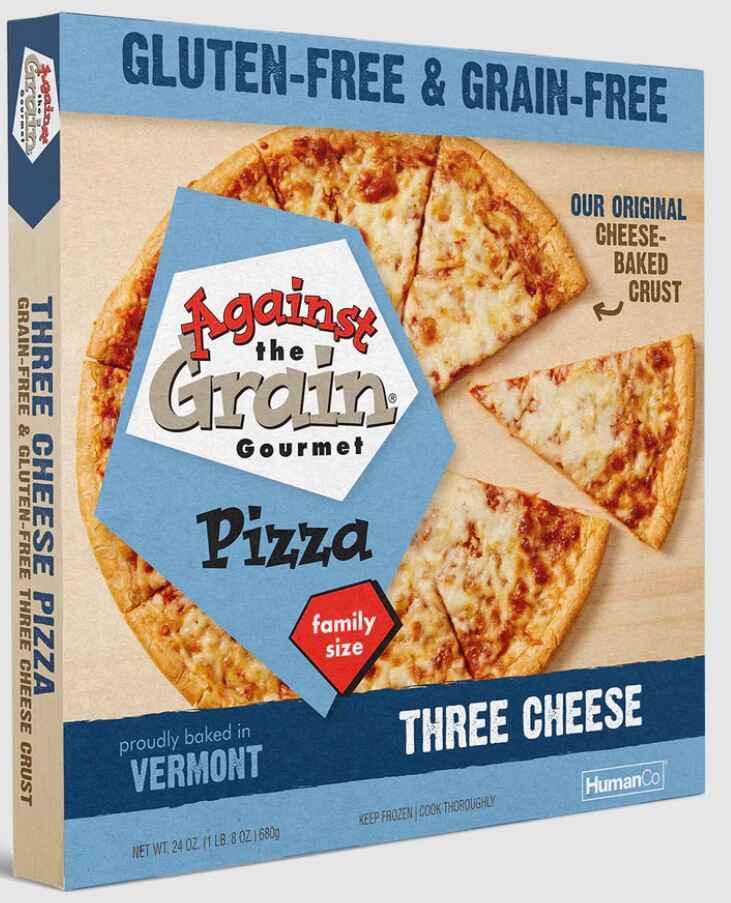 GLUTEN-FREE & GRAIN-FREE
OUR ORIGINAL
CHEESE-
BAKED
CRUST
Against
the
Grain®
Gourmet
Pizza
family
size
THREE CHEESE
proudly baked in
VERMONT
HumanCo
KEEP FROZEN | COOK THOROUGHLY
NET WT. 24 OZ. (1 LB. 8 OZ.) 680g
Against
the
Grain
Gourmet
THREE CHEESE PIZZA
GRAIN-FREE & GLUTEN-FREE THREE CHEESE CRUST